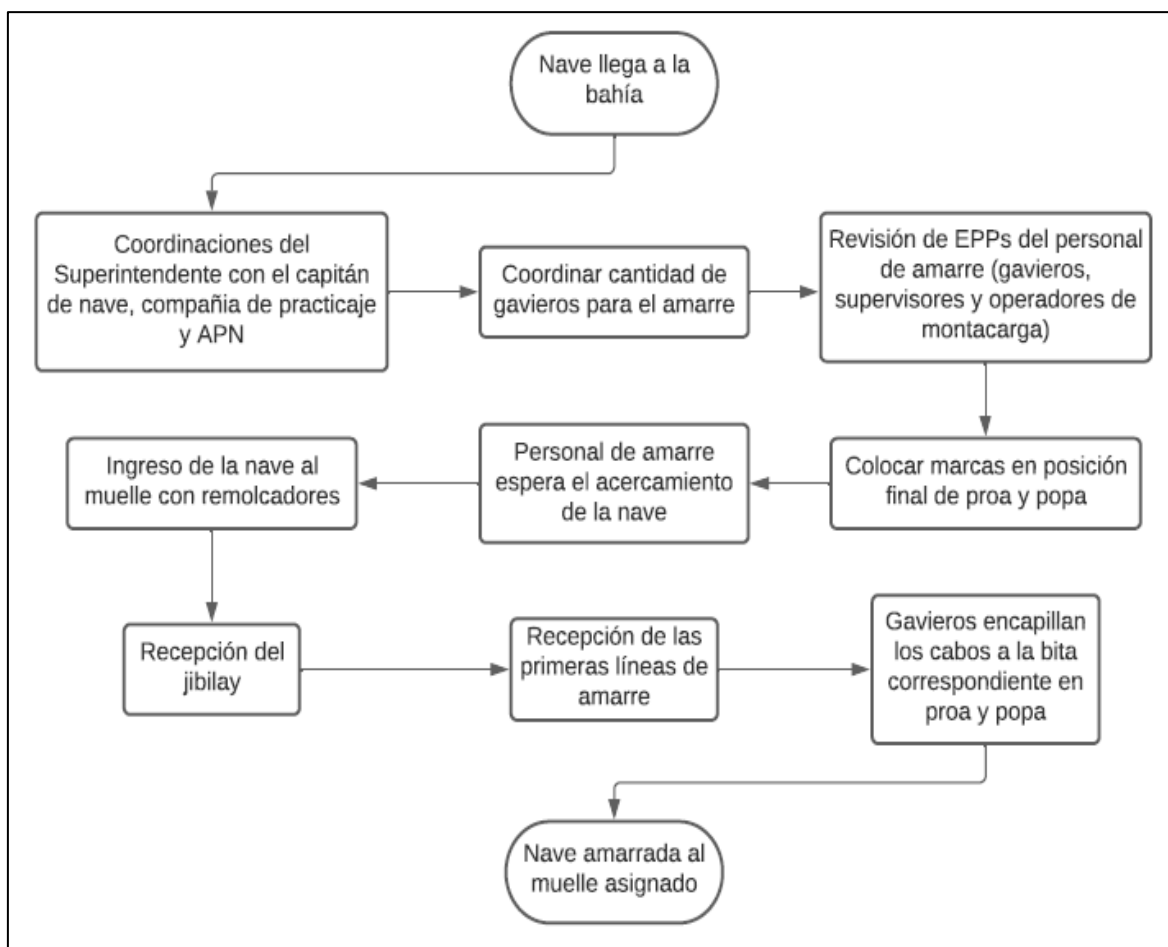 Nave llega a la
bahía
Coordinaciones del
Superintendente con el capitán
de nave, compañia de practicaje
y APN
Coordinar cantidad de
gavieros para el amarre
Revisión de EPPs del personal
de amarre (gavieros,
supervisores y operadores de
montacarga)
Colocar marcas en posición
final de proa y popa
Personal de amarre
espera el acercamiento
de la nave
Ingreso de la nave al
muelle con remolcadores
Recepción del
jibilay
Recepción de las
primeras líneas de
amarre
Gavieros encapillan
los cabos a la bita
correspondiente en
proa y popa
Nave amarrada al
muelle asignado